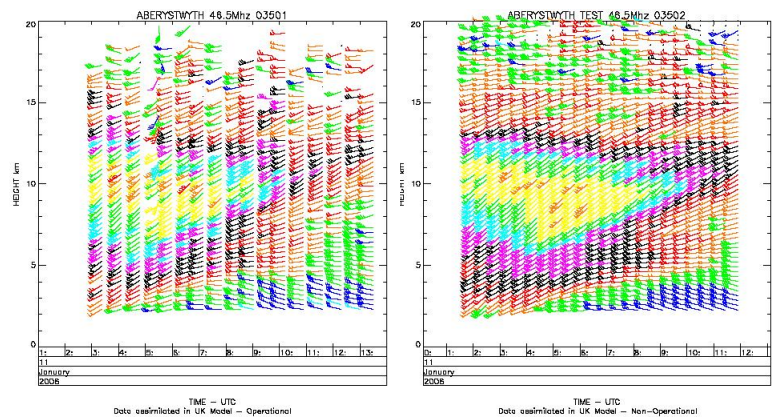 ABERYSTWYTH 46.5Mhz 03501
20
15
10
5
0
HEIGHT km
1: 2: 3: 4: 5: 6: 7: 8: 9: 10: 11: 12: 13:
11
January
2006
TIME – UTC
Data assimilated in UK Model – Operational
ABERYSTWYTH TEST 46.5Mhz 03502
20
15
10
5
0
HEIGHT km
0: 1: 2: 3: 4: 5: 6: 7: 8: 9: 10: 11: 12:
11
January
2006
TIME – UTC
Data assimilated in UK Model – Non-Operational